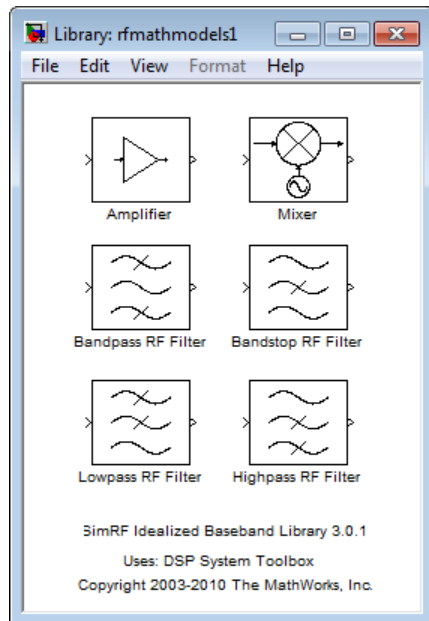 Library: rfmathmodels1
File Edit View Format Help
Amplifier Mixer
Bandpass RF Filter Bandstop RF Filter
Lowpass RF Filter Highpass RF Filter
SimRF Idealized Baseband Library 3.0.1
Uses: DSP System Toolbox
Copyright 2003-2010 The MathWorks, Inc.